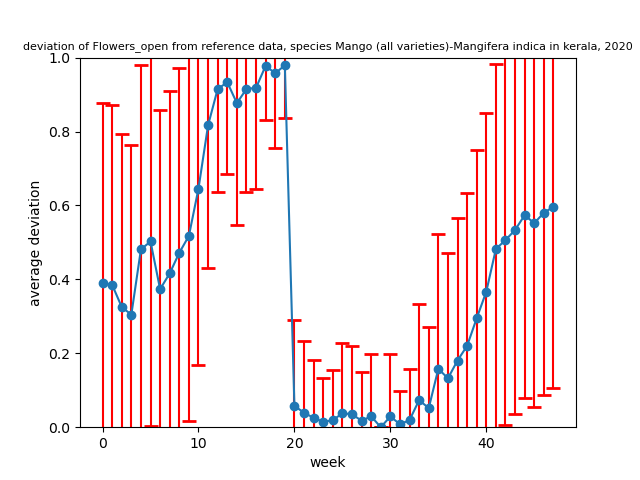 deviation of Flowers_open from reference data, species Mango (all varieties)-Mangifera indica in kerala, 2020
1.0
0.8
0.6
0.4
0.2
0.0
average deviation
0 10 20 30 40
week